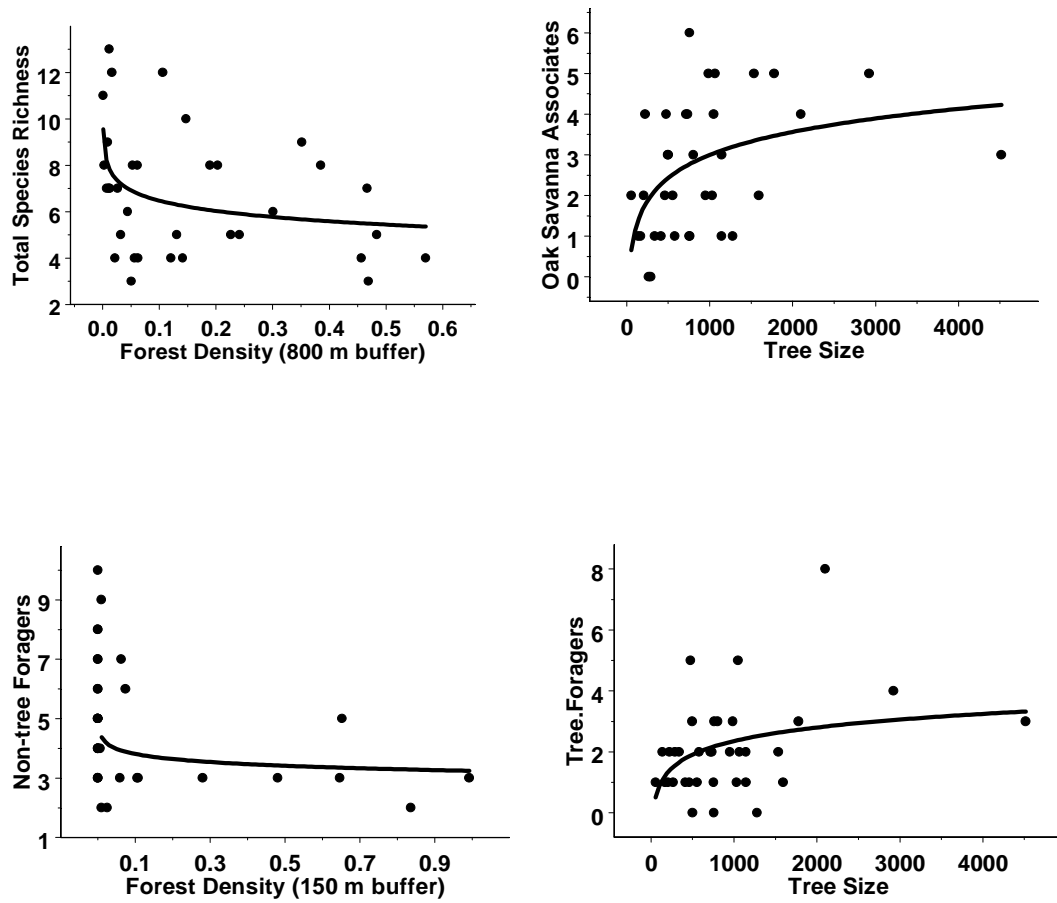 Total Species Richness
12
10
8
6
4
2
0.0 0.1 0.2 0.3 0.4 0.5 0.6
Forest Density (800 m buffer)
Oak Savanna Associates
6
5
4
3
2
1
0
0 1000 2000 3000 4000
Tree Size
Non-tree Foragers
9
7
5
3
1
0.1 0.3 0.5 0.7 0.9
Forest Density (150 m buffer)
Tree.Foragers
8
6
4
2
0
0 1000 2000 3000 4000
Tree Size